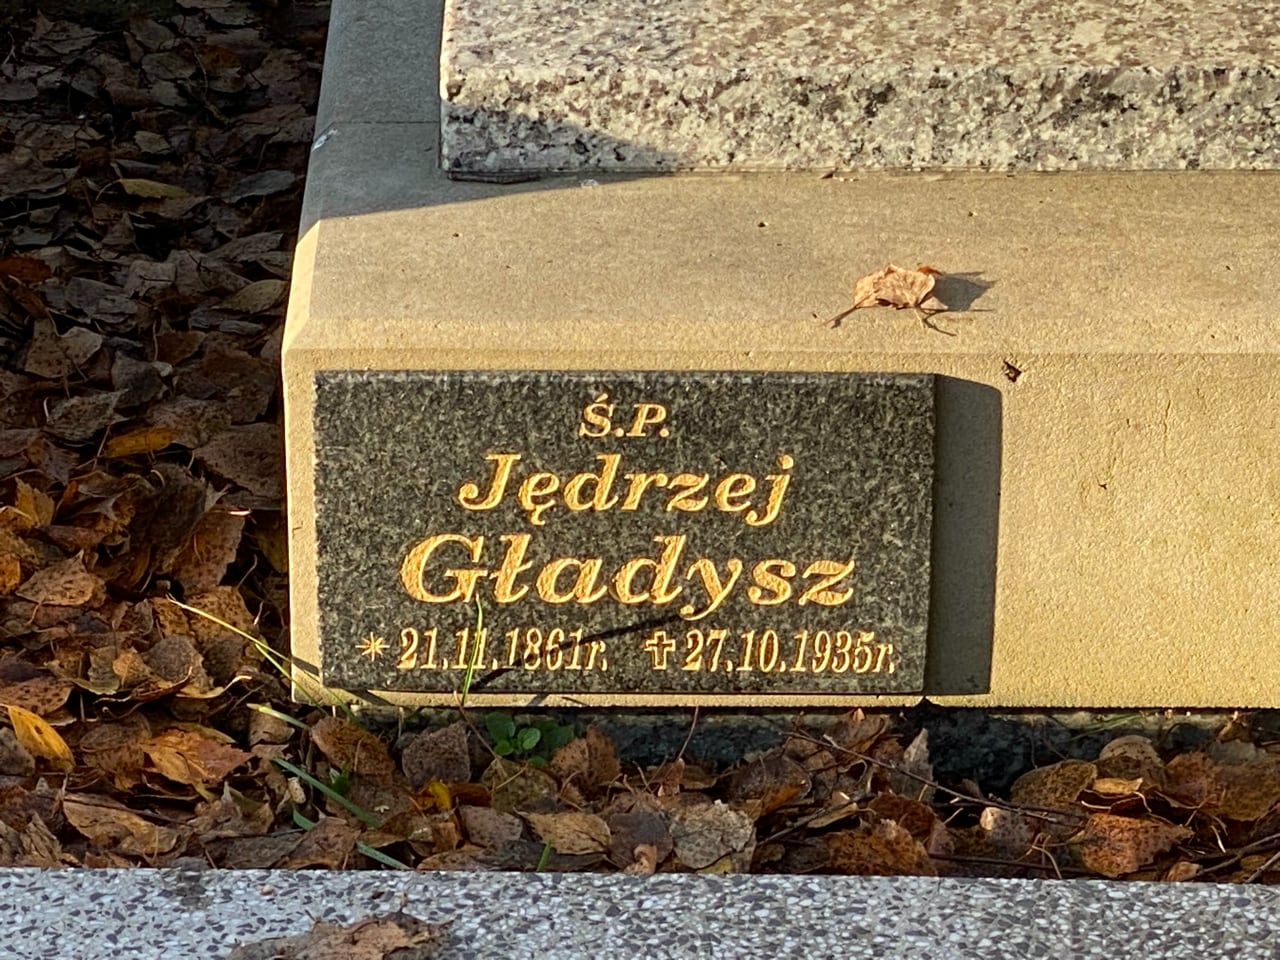 Ś.P.
Jędrzej
Gładysz
* 21.11.1861r. ✝ 27.10.1935r.